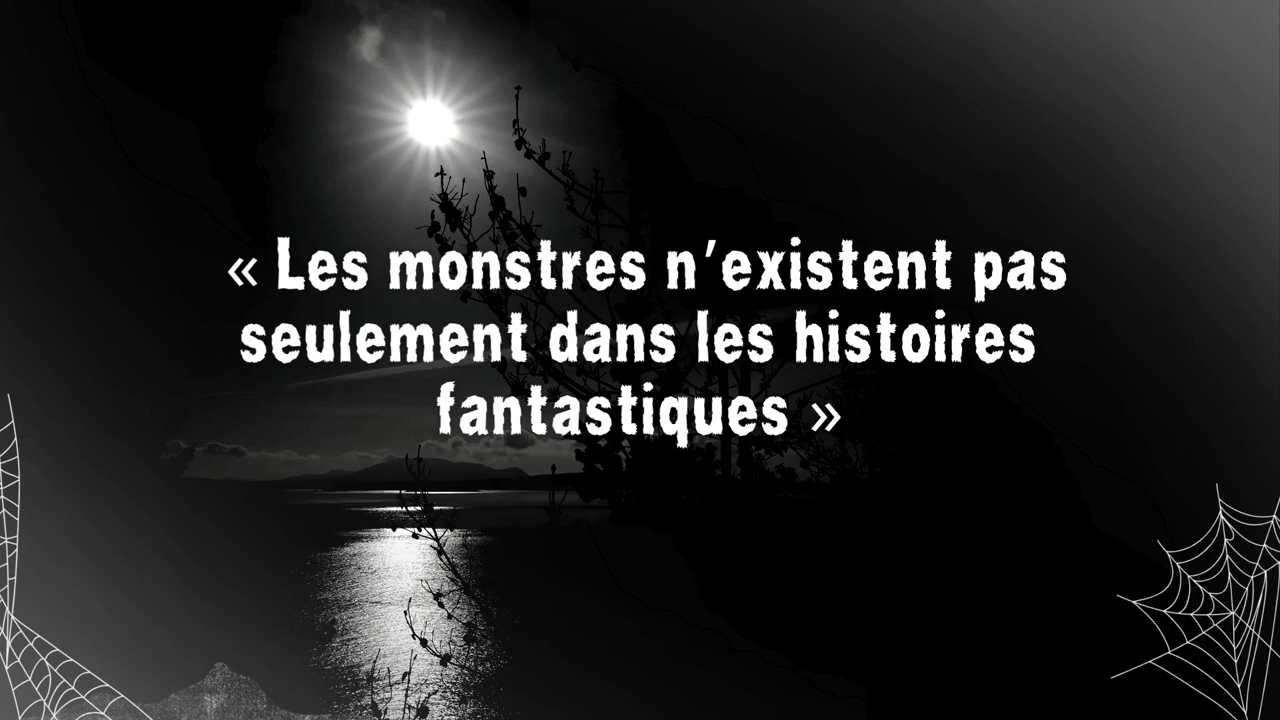 « Les monstres n’existent pas
seulement dans les histoires
fantastiques »